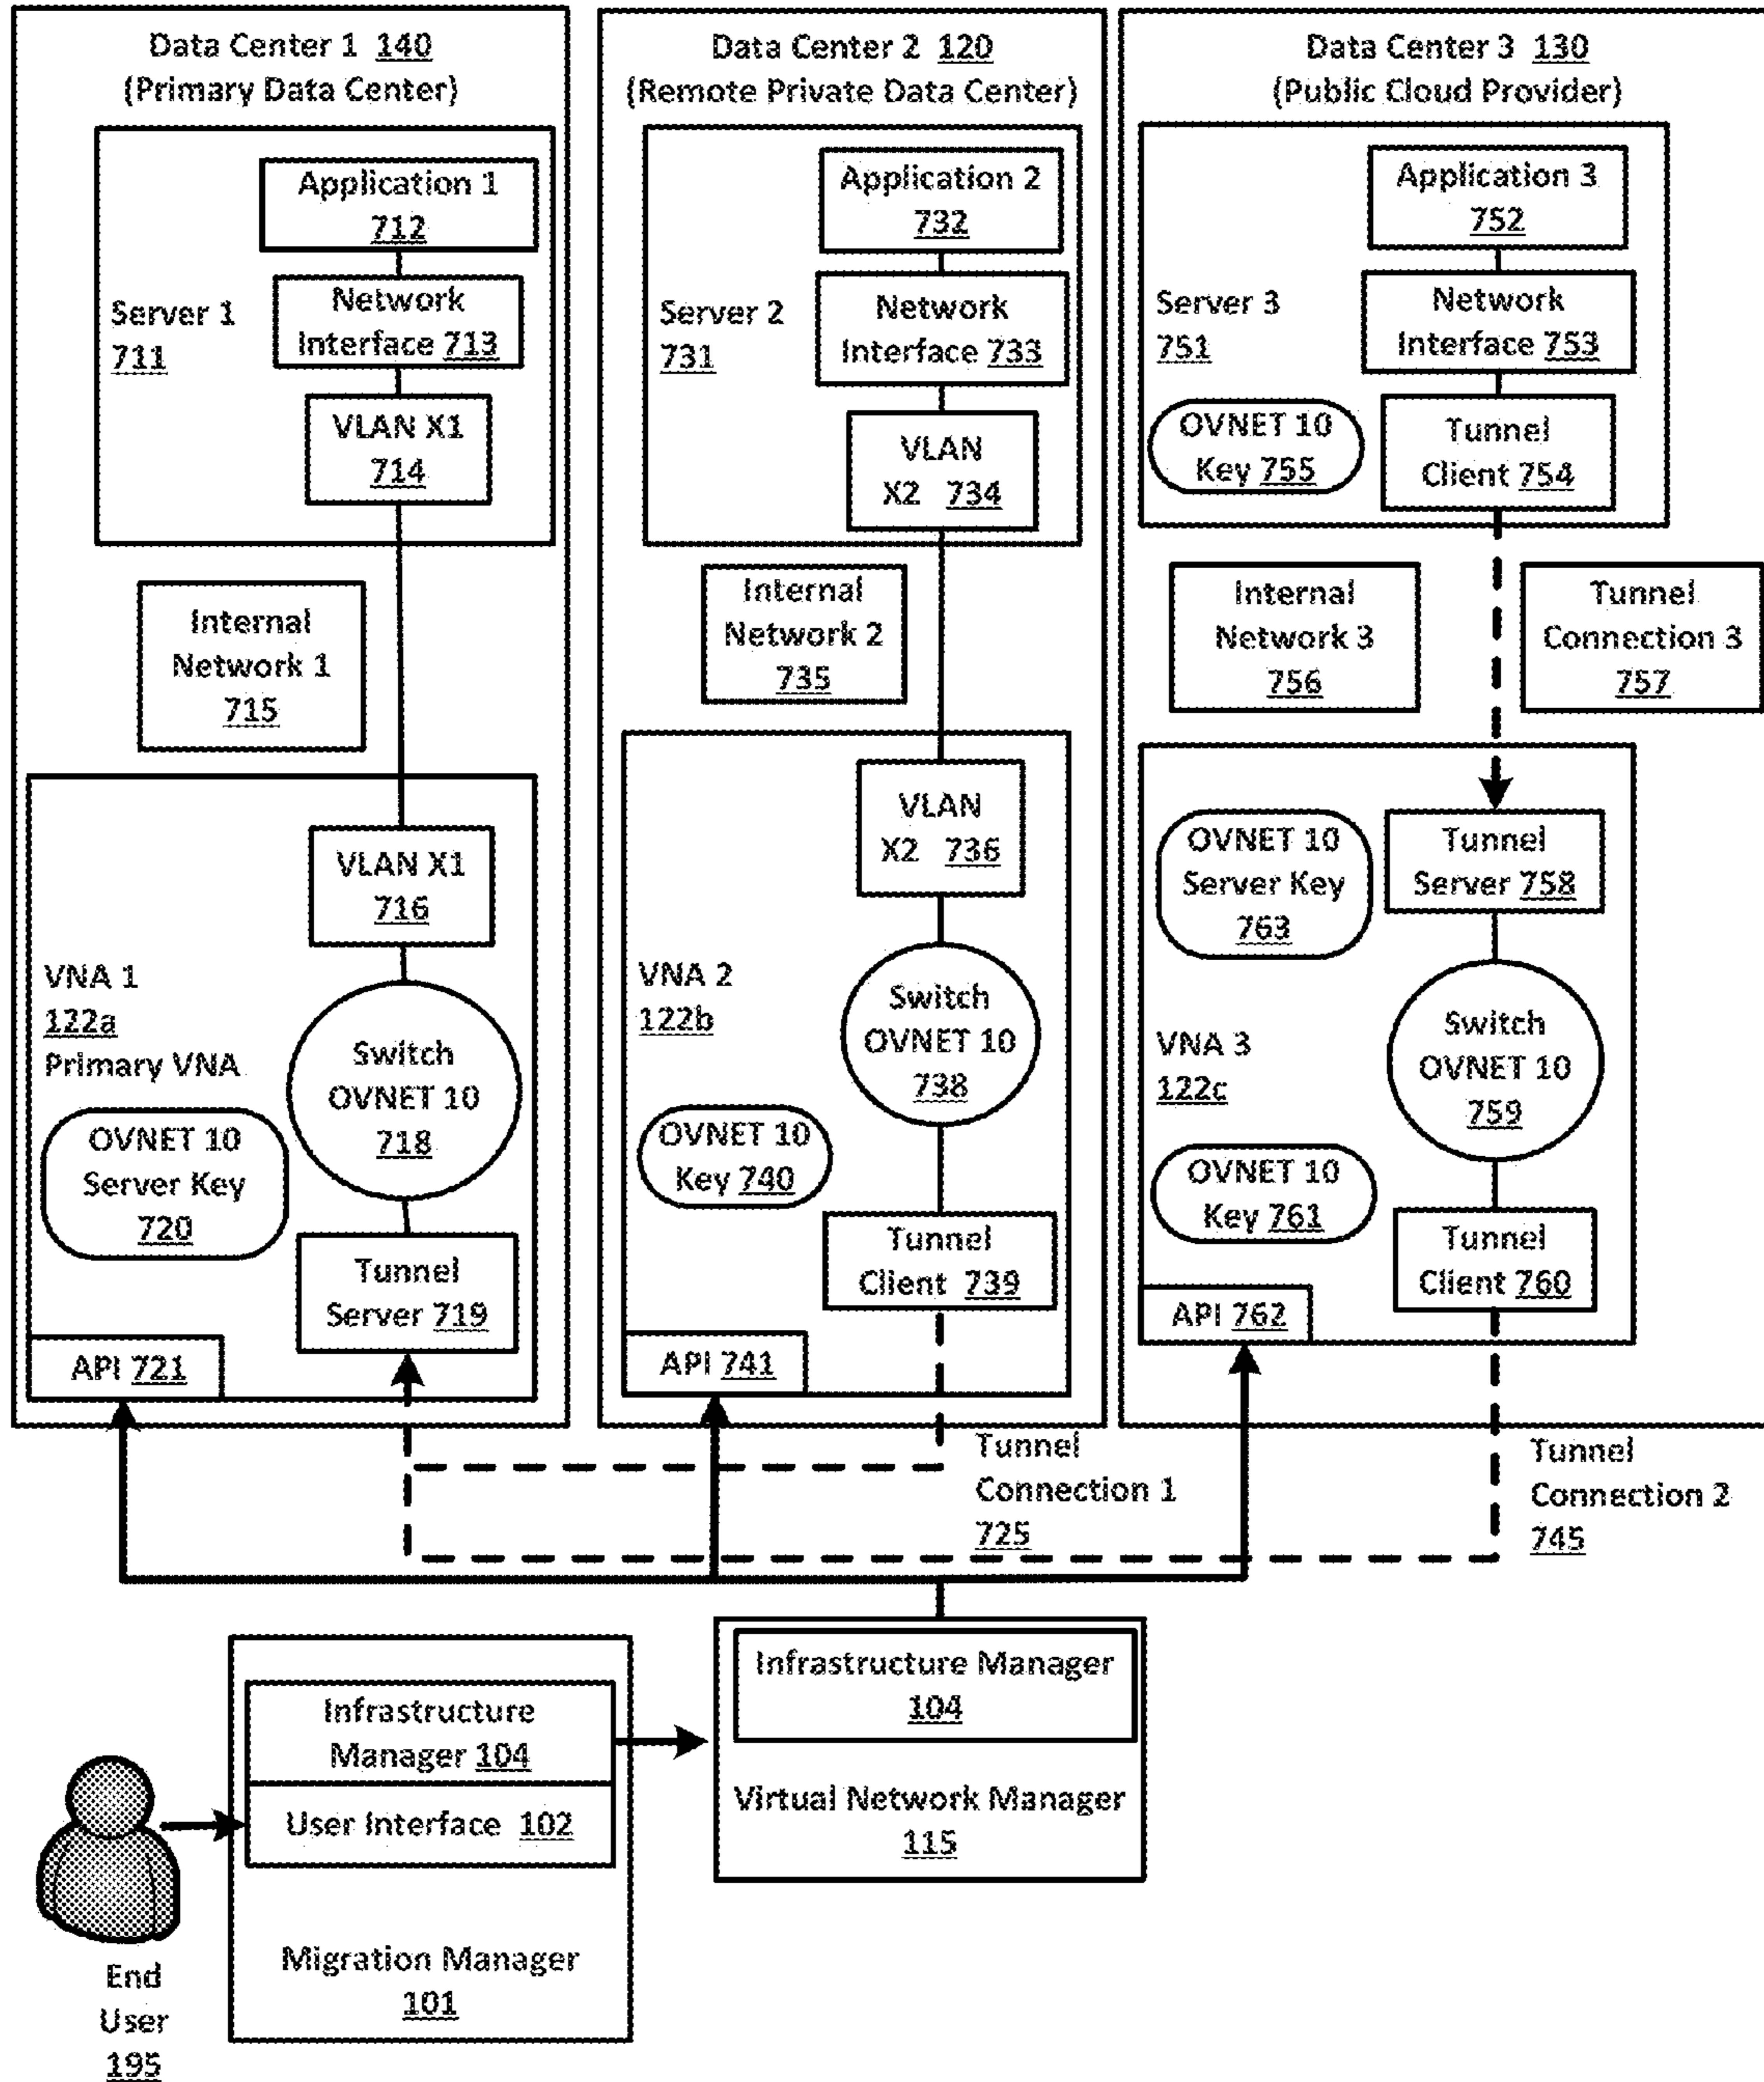 Data Center 1 140
(Primary Data Center)
Application 1
712
Network
Interface 713
Server 1
711
VLAN X1
714
Internal
Network 1
715
VLAN X1
716
VNA 1
122a
Primary VNA
Switch
OVNET 10
718
OVNET 10
Server Key
720
Tunnel
Server 719
API 721
Data Center 2 120
(Remote Private Data Center)
Application 2
732
Network
Interface 733
Server 2
731
VLAN
X2 734
Internal
Network 2
735
VLAN
X2 736
VNA 2
122b
Switch
OVNET 10
738
OVNET 10
Key 740
Tunnel
Client 739
API 741
Data Center 3 130
(Public Cloud Provider)
Application 3
752
Network
Interface 753
Server 3
751
OVNET 10
Key 755
Tunnel
Client 754
Internal
Network 3
756
Tunnel
Connection 3
757
OVNET 10
Server Key
763
Tunnel
Server 758
VNA 3
122c
Switch
OVNET 10
759
OVNET 10
Key 761
Tunnel
Client 760
API 762
Tunnel
Connection 1
725
Tunnel
Connection 2
745
Infrastructure Manager
104
Virtual Network Manager
115
Infrastructure
Manager 104
User Interface 102
Migration Manager
101
End
User
195